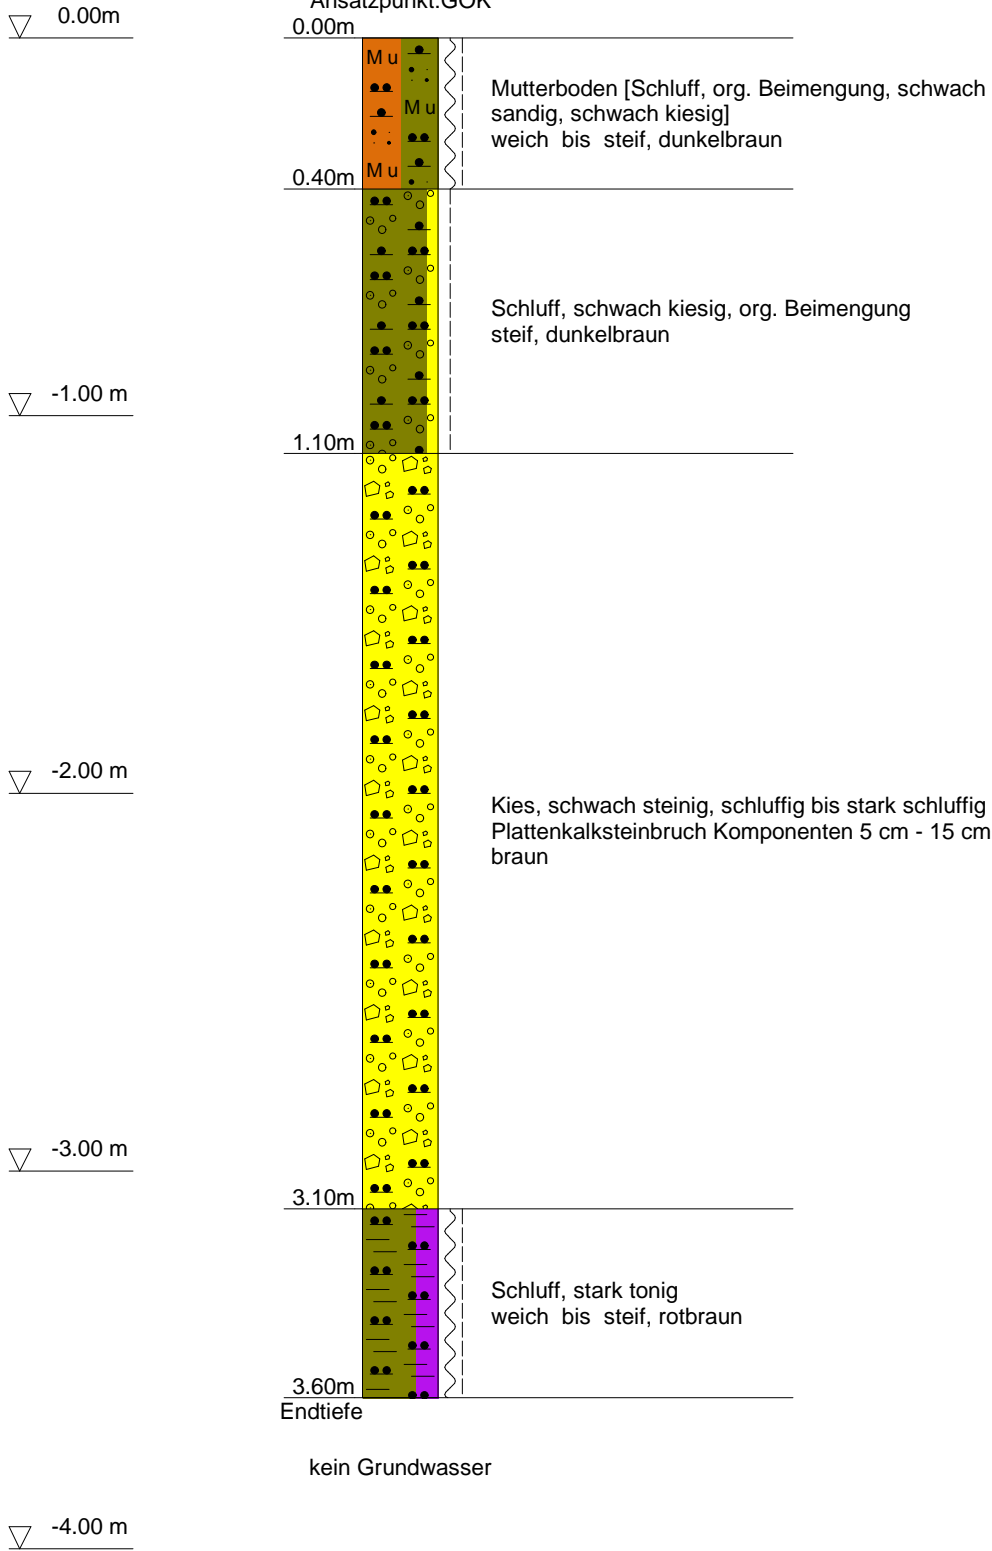 Ansatzpunkt:GOK
0.00m
0.00m
Mu
Mu
Mu
Mutterboden [Schluff, org. Beimengung, schwach
sandig, schwach kiesig]
weich bis steif, dunkelbraun
0.40m
Schluff, schwach kiesig, org. Beimengung
steif, dunkelbraun
-1.00 m
1.10m
-2.00 m
Kies, schwach steinig, schluffig bis stark schluffig
Plattenkalksteinbruch Komponenten 5 cm - 15 cm
braun
-3.00 m
3.10m
Schluff, stark tonig
weich bis steif, rotbraun
3.60m
Endtiefe
kein Grundwasser
-4.00 m